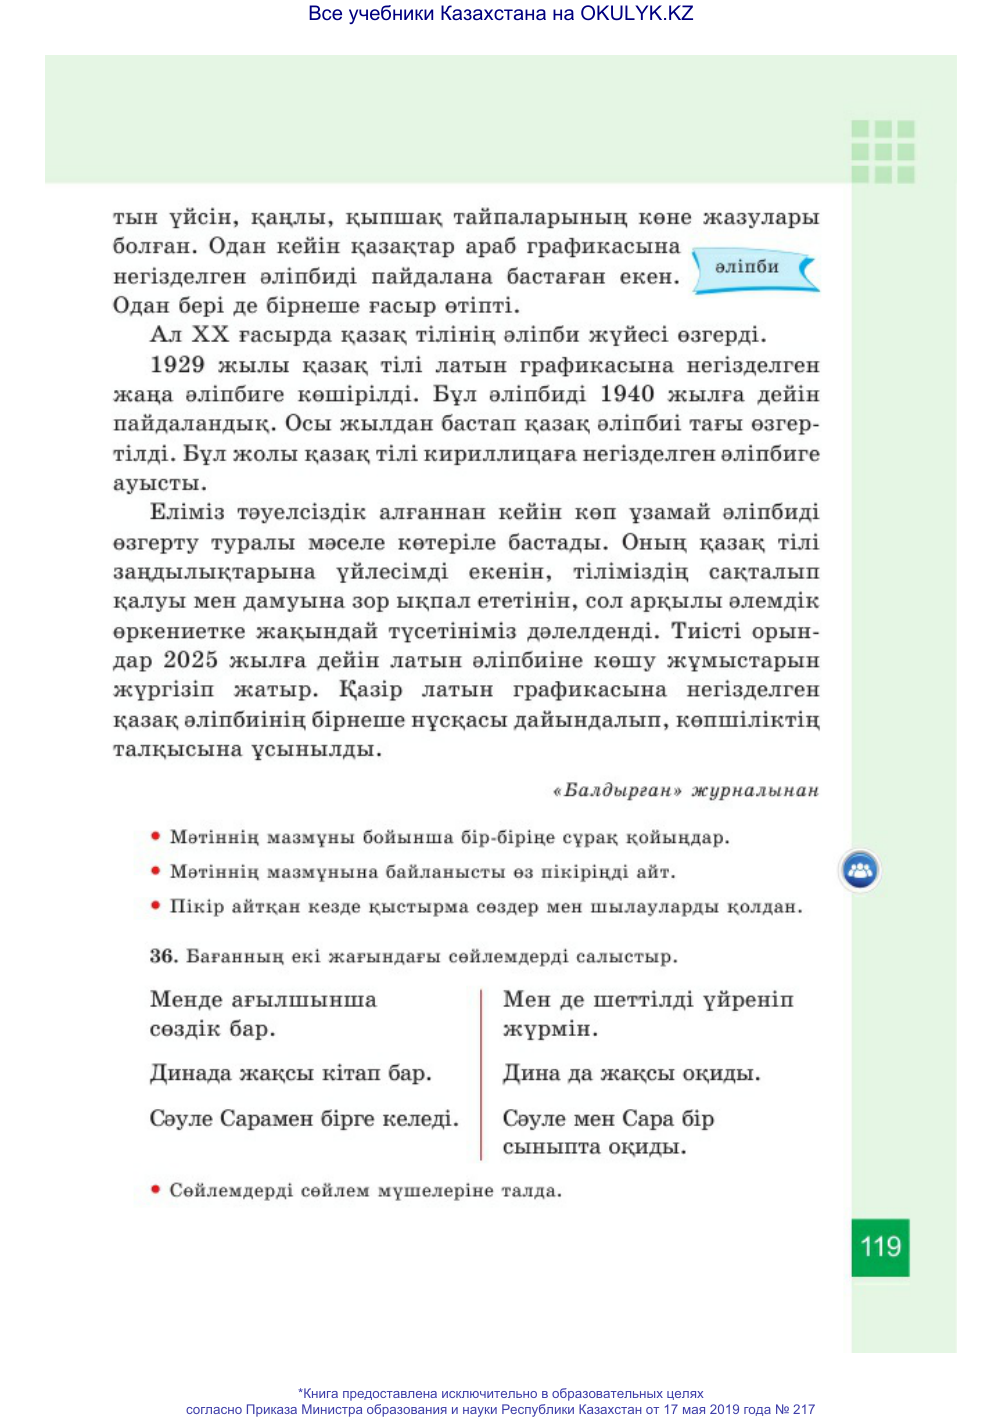 Все учебники Казахстана на OKULYK.KZ
тын үйсін, қаңлы, қыпшақ тайпаларының көне жазулары
болған. Одан кейін қазақтар араб графикасына
негізделген әліпбиді пайдалана бастаған екен.
Одан бері де бірнеше ғасыр өтіпті.
әліпби
Ал XX ғасырда қазақ тілінің әліпби жүйесі өзгерді.
1929 жылы қазақ тілі латын графикасына негізделген
жаңа әліпбиге көшірілді. Бұл әліпбиді 1940 жылға дейін
пайдаландық. Осы жылдан бастап қазақ әліпбиі тағы өзгер-
тілді. Бұл жолы қазақ тілі кириллицаға негізделген әліпбиге
ауысты.
Еліміз тәуелсіздік алғаннан кейін көп ұзамай әліпбиді
өзгерту туралы мәселе көтеріле бастады. Оның қазақ тілі
заңдылықтарына үйлесімді екенін, тіліміздің сақталып
қалуы мен дамуына зор ықпал ететінін, сол арқылы әлемдік
өркениетке жақындай түсетініміз дәлелденді. Тиісті орын-
дар 2025 жылға дейін латын әліпбиіне көшу жұмыстарын
жүргізіп жатыр. Қазір латын графикасына негізделген
қазақ әліпбиінің бірнеше нұсқасы дайындалып, көпшіліктің
талқысына ұсынылды.
«Балдырған» журналынан
• Мәтіннің мазмұны бойынша бір-біріңе сұрақ қойыңдар.
• Мәтіннің мазмұнына байланысты өз пікіріңді айт.
• Пікір айтқан кезде қыстырма сөздер мен шылауларды қолдан.
36. Бағанның екі жағындағы сөйлемдерді салыстыр.
Менде ағылшынша
сөздік бар.
Динада жақсы кітап бар.
Сәуле Сарамен бірге келеді.
Мен де шеттілді үйреніп
жүрмін.
Дина да жақсы оқиды.
Сәуле мен Сара бір
сыныпта оқиды.
• Сөйлемдерді сөйлем мүшелеріне талда.
119
*Книга предоставлена исключительно в образовательных целях
согласно Приказа Министра образования и науки Республики Казахстан от 17 мая 2019 года № 217